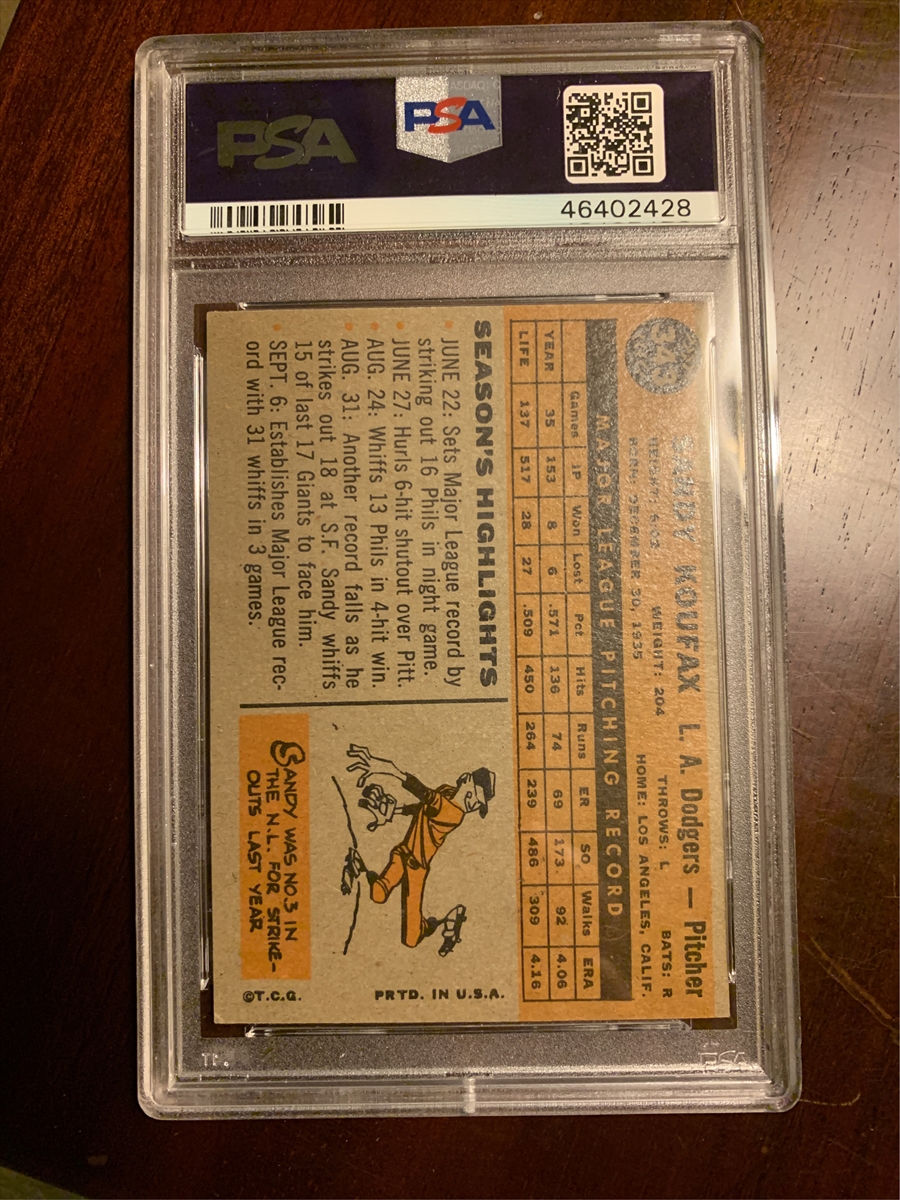 PSA
PSA
46402428
343
SANDY KOUFAX L. A. Dodgers — Pitcher
HEIGHT: 6:02 WEIGHT: 204 THROWS: L BATS: R
BORN: DECEMBER 30, 1935 HOME: LOS ANGELES, CALIF.
MAJOR LEAGUE PITCHING RECORD
Games IP Won Lost Pct Hits Runs ER SO Walks ERA
YEAR 35 153 8 6 .571 136 74 69 173 92 4.06
LIFE 137 517 28 27 .509 450 264 239 486 309 4.16
SEASON'S HIGHLIGHTS
• JUNE 22: Sets Major League record by
striking out 16 Phils in night game.
• JUNE 27: Hurls 6-hit shutout over Pitt.
• AUG. 24: Whiffs 13 Phils in 4-hit win.
• AUG. 31: Another record falls as he
strikes out 18 at S.F. Sandy whiffs
15 of last 17 Giants to face him.
• SEPT. 6: Establishes Major League rec-
ord with 31 whiffs in 3 games.
SANDY WAS NO.3 IN
THE N.L. FOR STRIKE-
OUTS LAST YEAR
©T.C.G. PRTD. IN U.S.A.
PSA